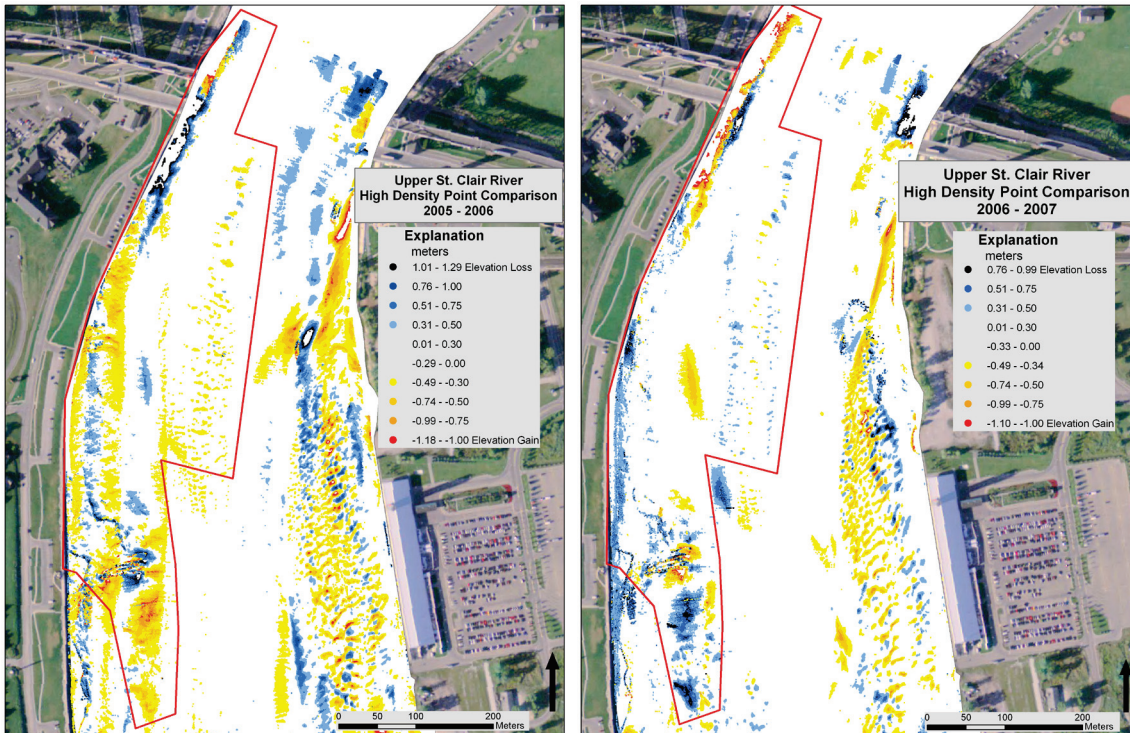 Upper St. Clair River
High Density Point Comparison
2005 - 2006
Explanation
meters
1.01 - 1.29 Elevation Loss
0.76 - 1.00
0.51 - 0.75
0.31 - 0.50
0.01 - 0.30
-0.29 - 0.00
-0.49 - -0.30
-0.74 - -0.50
-0.99 - -0.75
-1.18 - -1.00 Elevation Gain
0 50 100 200
Meters
Upper St. Clair River
High Density Point Comparison
2006 - 2007
Explanation
meters
0.76 - 0.99 Elevation Loss
0.51 - 0.75
0.31 - 0.50
0.01 - 0.30
-0.33 - 0.00
-0.49 - -0.34
-0.74 - -0.50
-0.99 - -0.75
-1.10 - -1.00 Elevation Gain
0 50 100 200
Meters